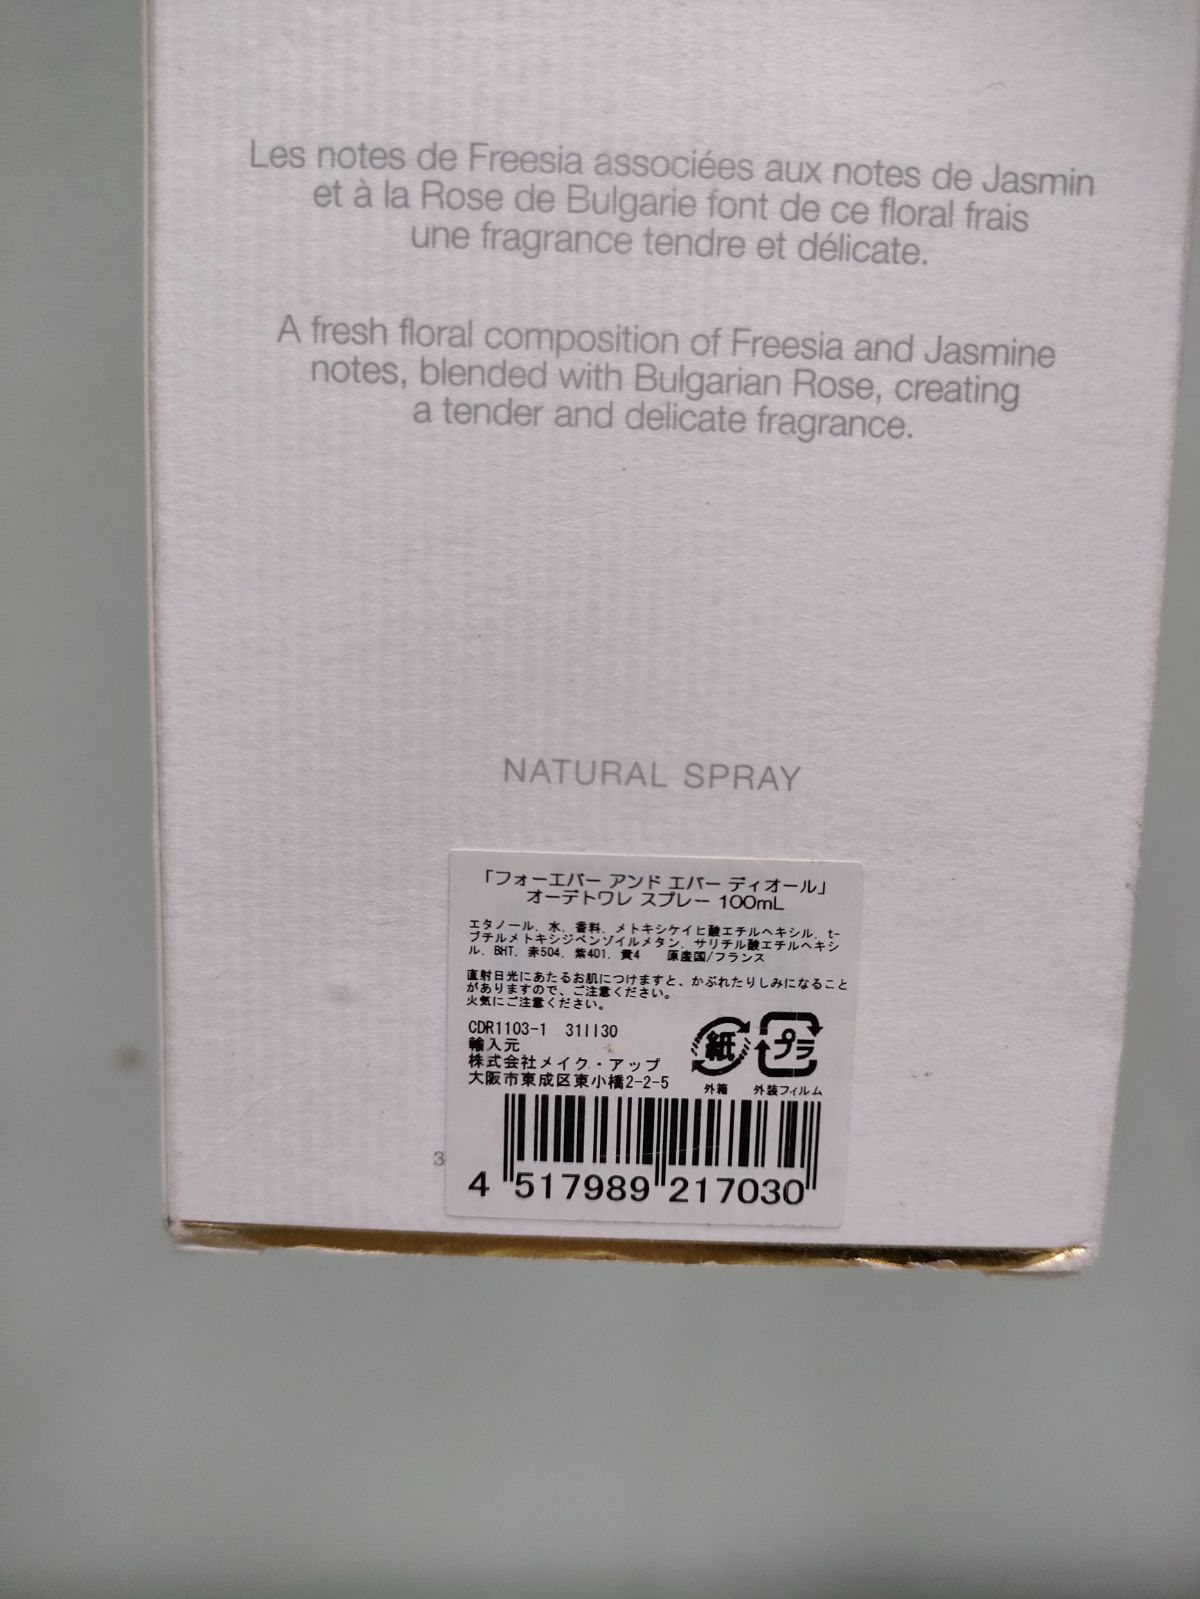 Les notes de Freesia associées aux notes de Jasmin
et à la Rose de Bulgarie font de ce floral frais
une fragrance tendre et délicate.
A fresh floral composition of Freesia and Jasmine
notes, blended with Bulgarian Rose, creating
a tender and delicate fragrance.
NATURAL SPRAY
「フォーエバー アンド エバー ディオール」
オーデトワレ スプレー 100mL
エタノール, 水, 香料, メトキシケイヒ酸エチルヘキシル, t-
ブチルメトキシジベンゾイルメタン, サリチル酸エチルヘキシ
ル, BHT, 赤504, 紫401, 黄4 原産国/フランス
直射日光にあたるお肌につけますと、かぶれたりしみになること
がありますので、ご注意ください。
火気にご注意ください。
CDR1103-1 31II30
輸入元
株式会社メイク・アップ
大阪市東成区東小橋2-2-5
紙 プラ
外箱 外装フィルム
3
4 517989 217030